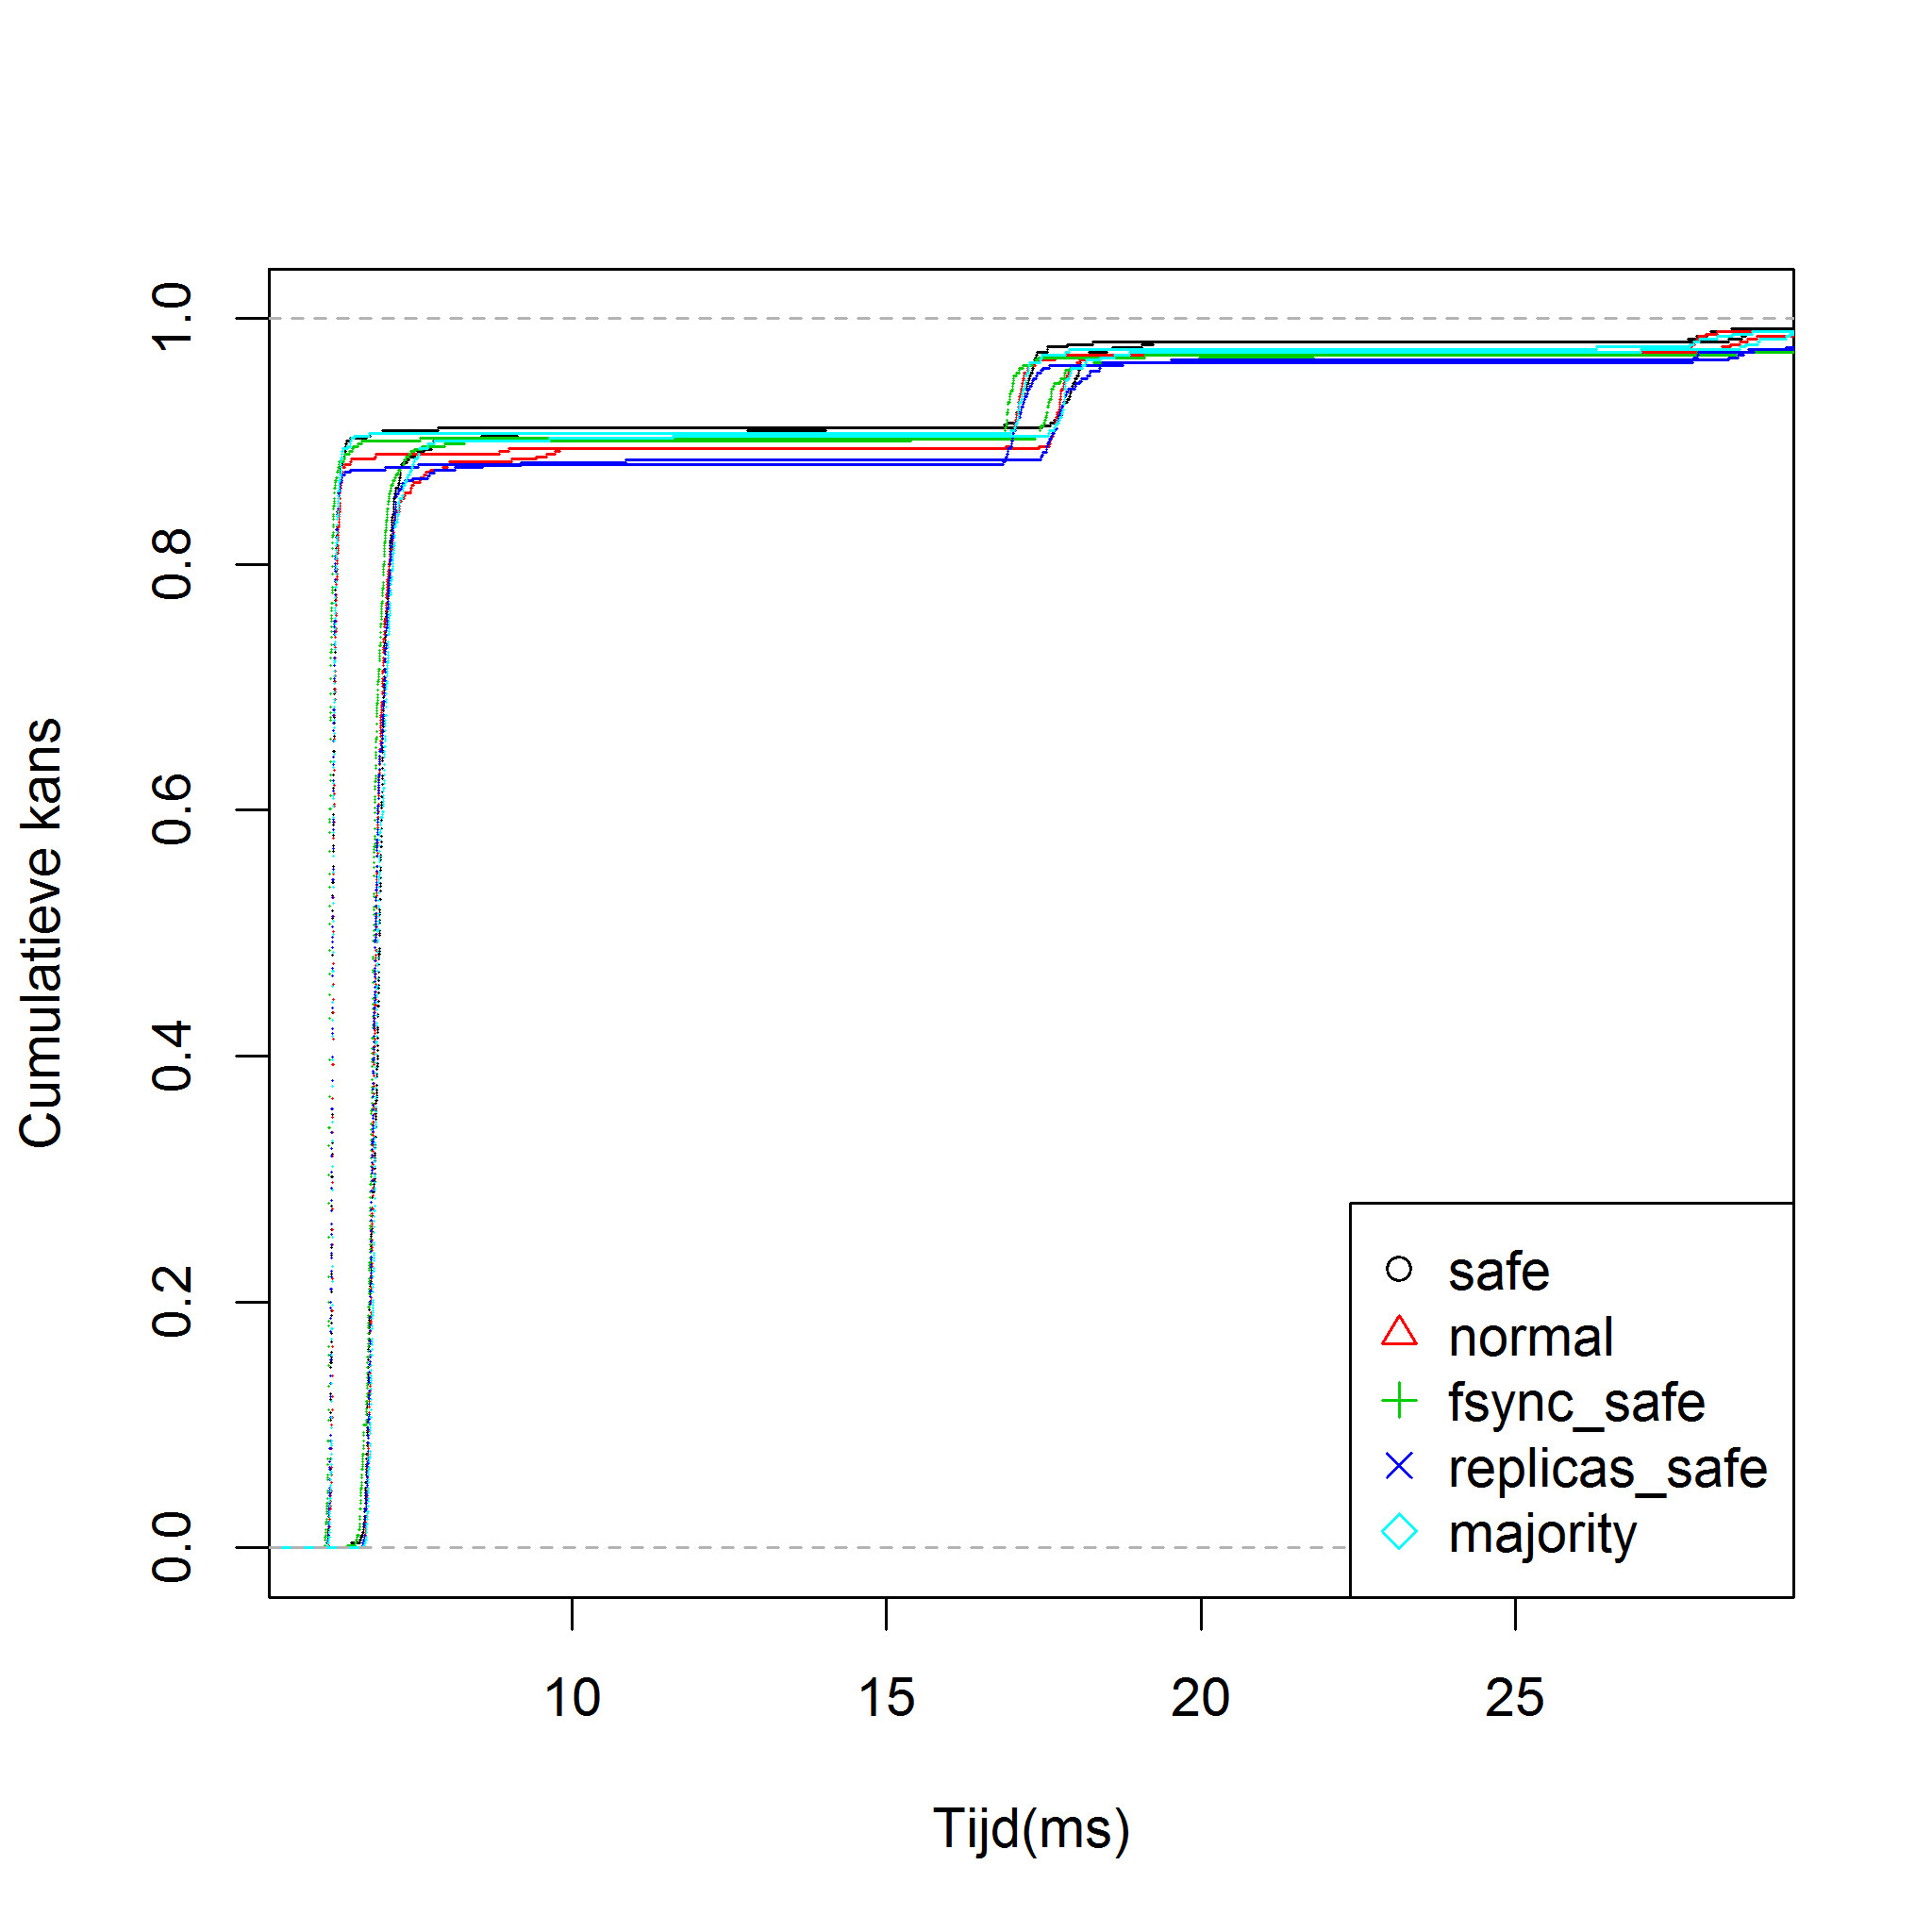 Cumulatieve kans
1.0
0.8
0.6
0.4
0.2
0.0
safe
normal
fsync_safe
replicas_safe
majority
10 15 20 25
Tijd(ms)